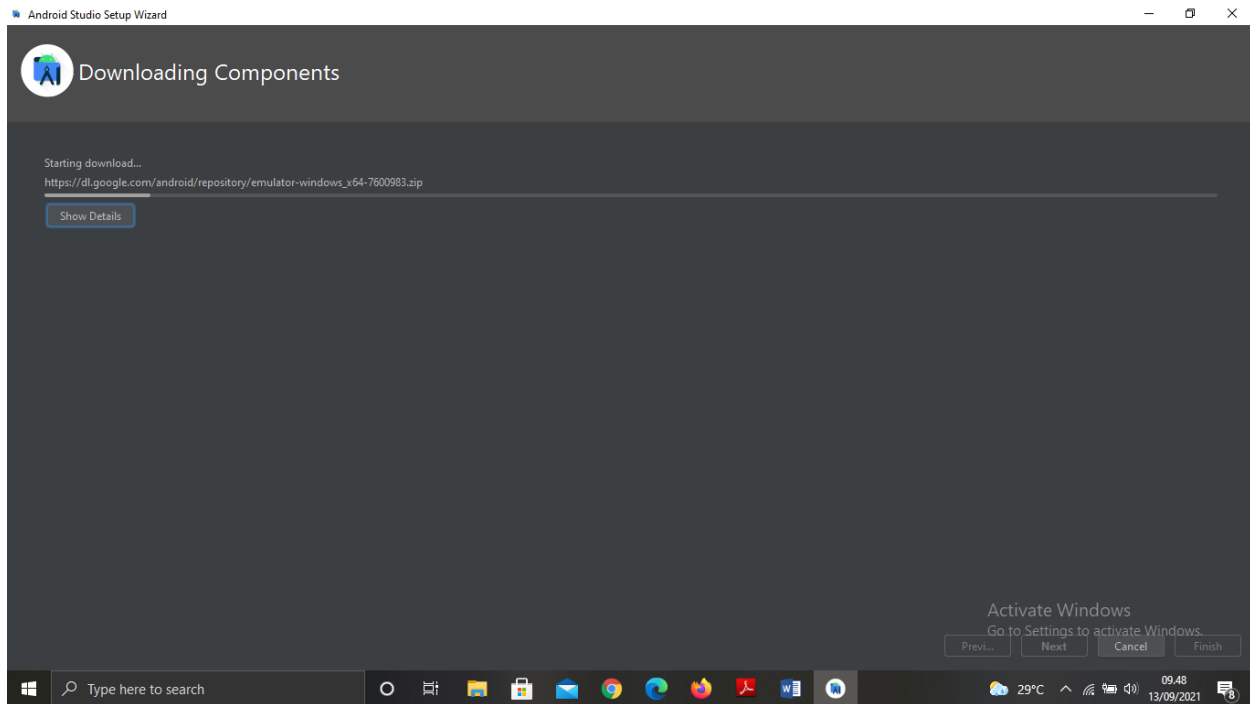 Android Studio Setup Wizard
Downloading Components
Starting download...
https://dl.google.com/android/repository/emulator-windows_x64-7600983.zip
Show Details
Activate Windows
Go to Settings to activate Windows.
Previ... Next Cancel Finish
Type here to search
29°C
09.48
13/09/2021
8